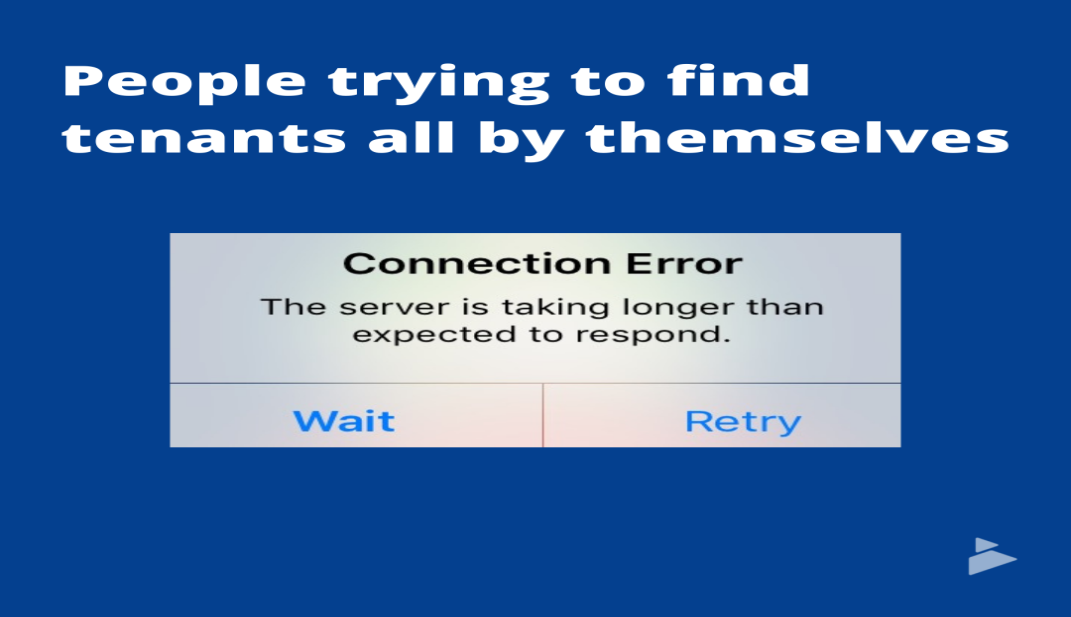 People trying to find
tenants all by themselves
Connection Error
The server is taking longer than
expected to respond.
Wait
Retry